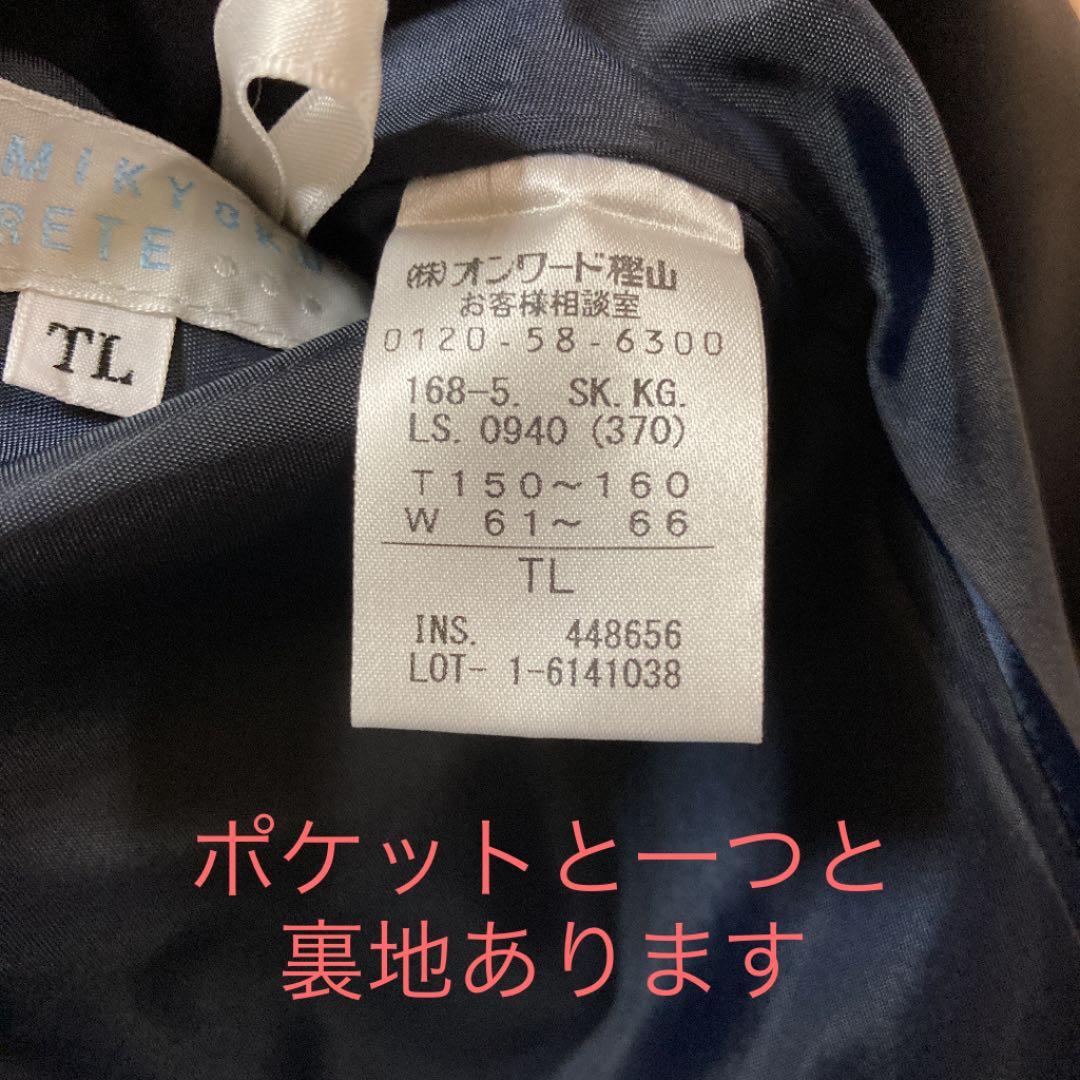 MIKYOKU
RETE
TL
(株)オンワード樫山
お客様相談室
0120-58-6300
168-5. SK.KG.
LS. 0940 (370)
T150～160
W 61～ 66
TL
INS. 448656
LOT- 1-6141038
ポケットと一つと
裏地あります